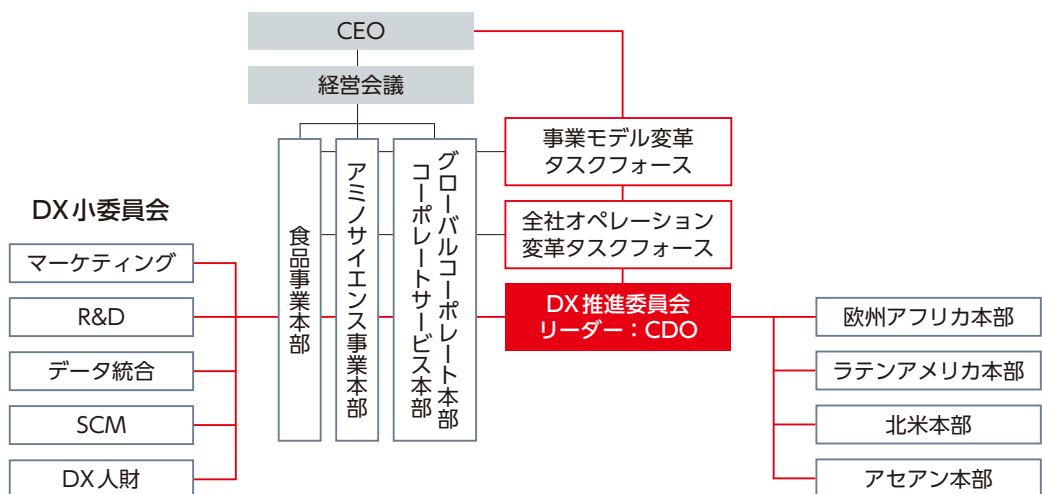 CEO
経営会議
事業モデル変革
タスクフォース
全社オペレーション
変革タスクフォース
DX推進委員会
リーダー：CDO
食品事業本部
アミノサイエンス事業本部
グローバルコーポレート本部
コーポレートサービス本部
DX小委員会
マーケティング
R&D
データ統合
SCM
DX人財
欧州アフリカ本部
ラテンアメリカ本部
北米本部
アセアン本部